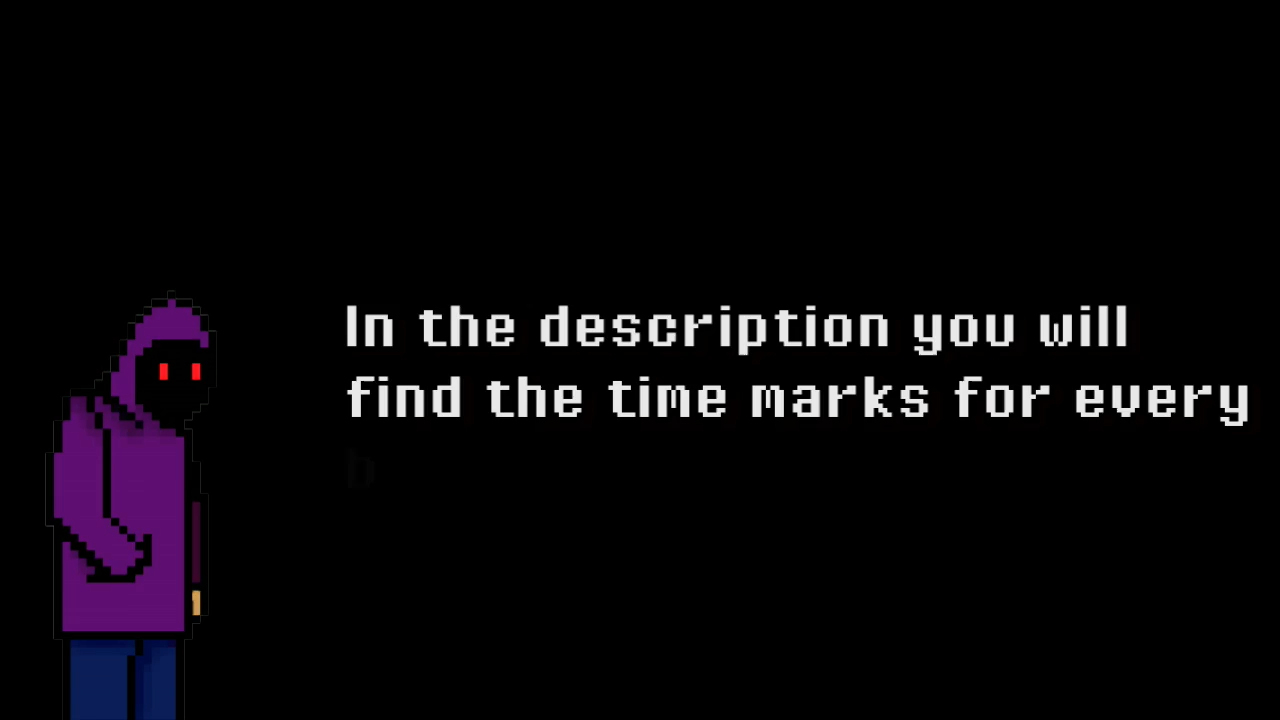 In the description you will
find the time marks for every